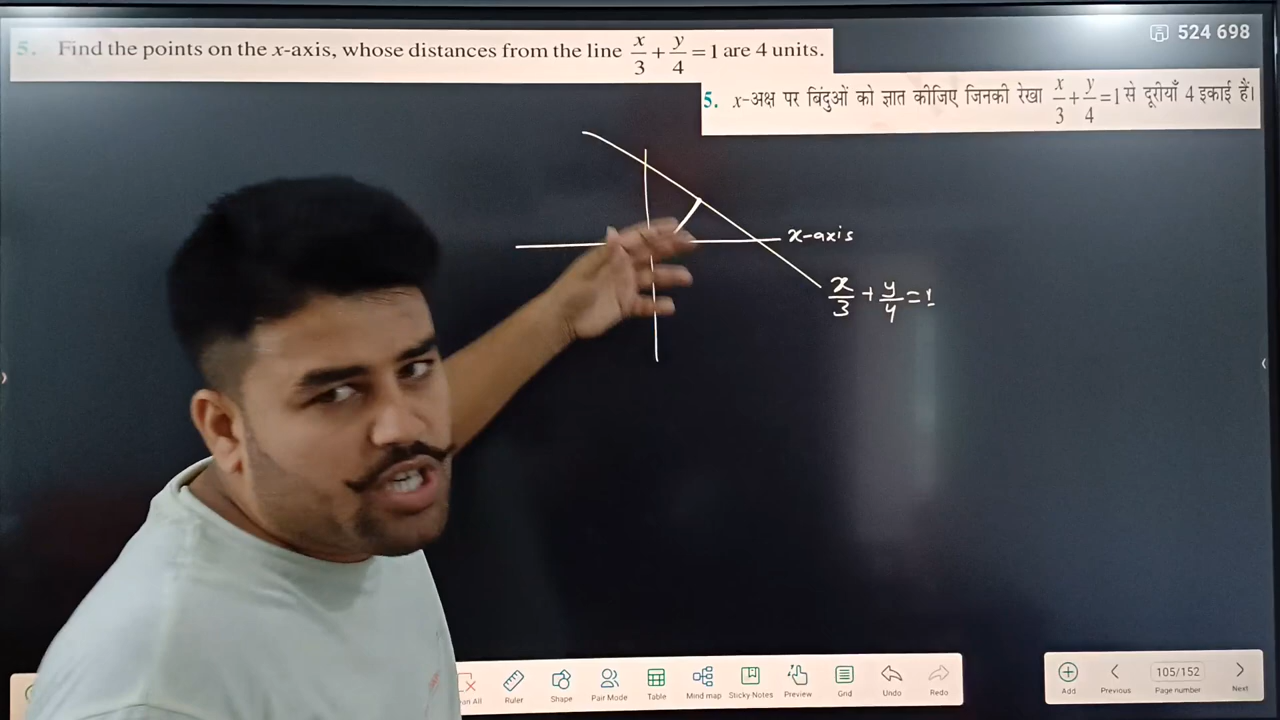 524 698
5. Find the points on the x-axis, whose distances from the line x/3 + y/4 = 1 are 4 units.
5. x-अक्ष पर बिंदुओं को ज्ञात कीजिए जिनकी रेखा x/3 + y/4 = 1 से दूरीयाँ 4 इकाई हैं।
x-axis
x/3 + y/4 = 1
Ruler
Shape
Pair Mode
Table
Mind map
Sticky Notes
Preview
Grid
Undo
Redo
Add
Previous
105/152
Page number
Next